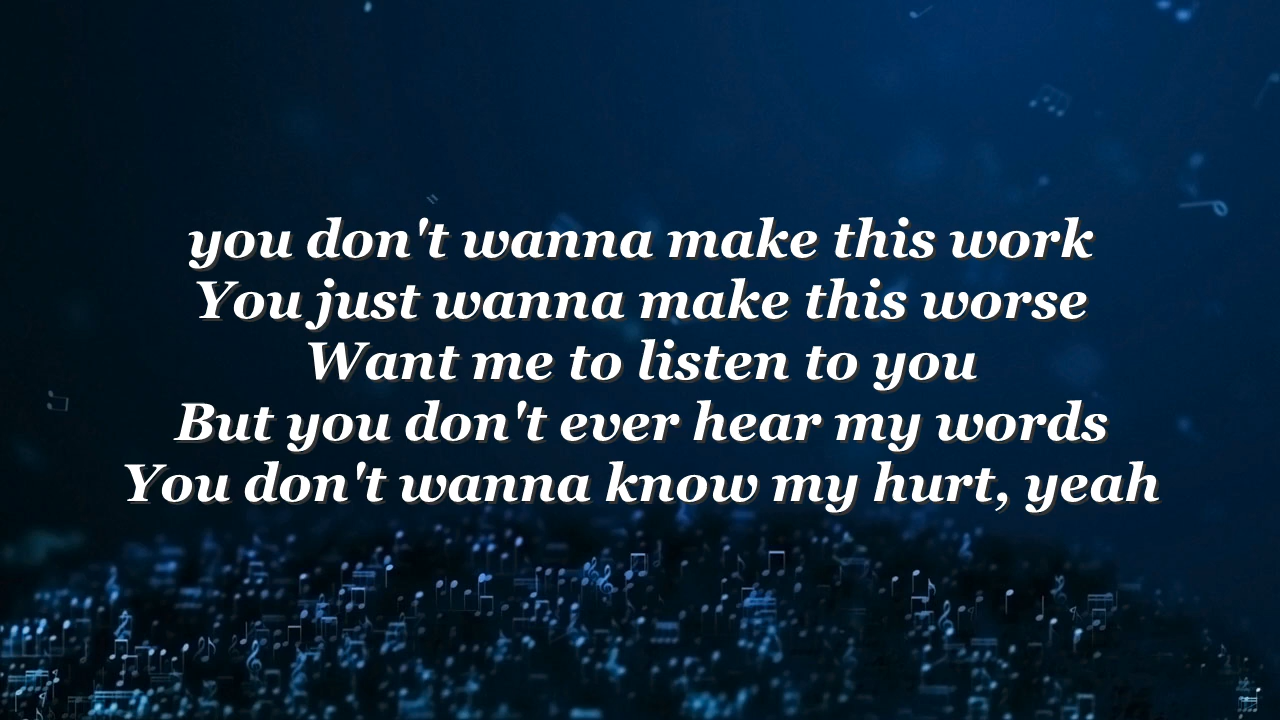 you don't wanna make this work
You just wanna make this worse
Want me to listen to you
But you don't ever hear my words
You don't wanna know my hurt, yeah